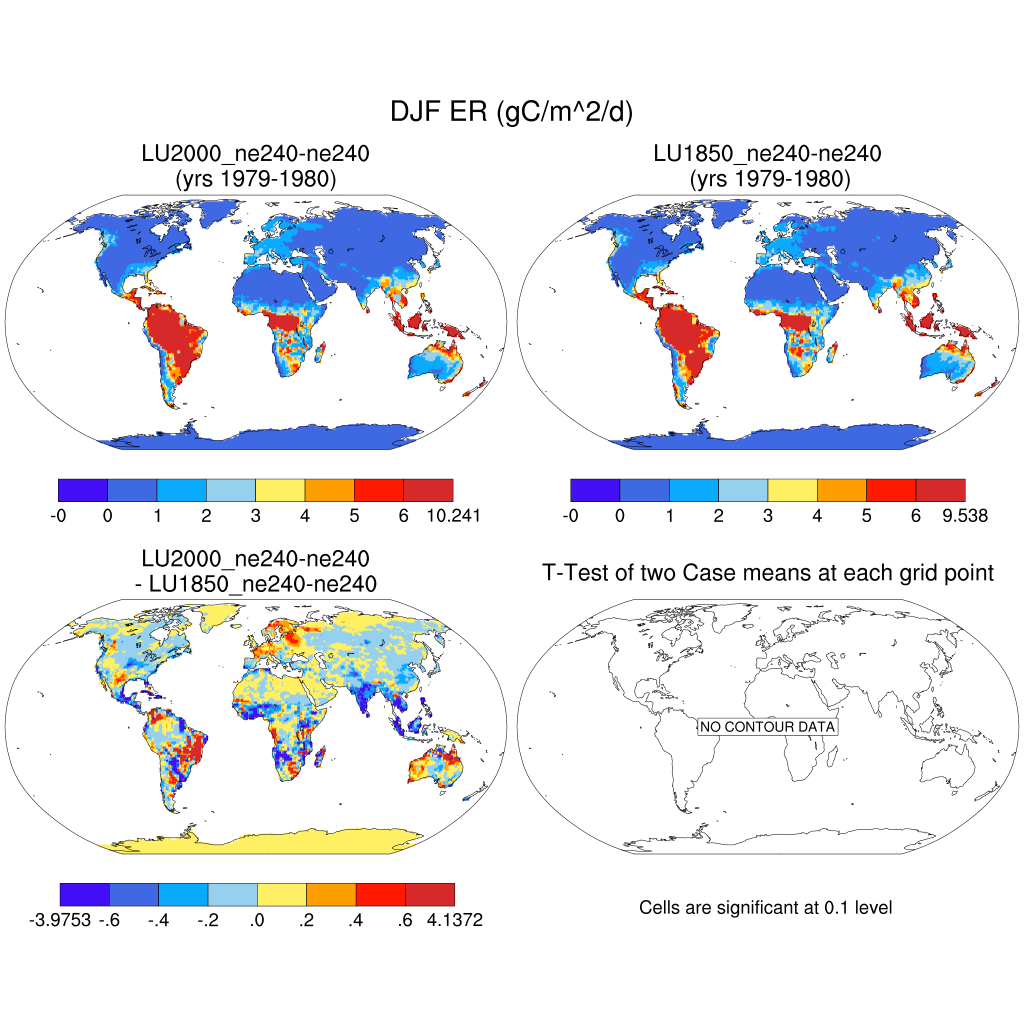 DJF ER (gC/m^2/d)
LU2000_ne240-ne240
(yrs 1979-1980)
LU1850_ne240-ne240
(yrs 1979-1980)
-0 0 1 2 3 4 5 6 10.241
-0 0 1 2 3 4 5 6 9.538
LU2000_ne240-ne240
- LU1850_ne240-ne240
T-Test of two Case means at each grid point
NO CONTOUR DATA
-3.9753 -.6 -.4 -.2 .0 .2 .4 .6 4.1372
Cells are significant at 0.1 level